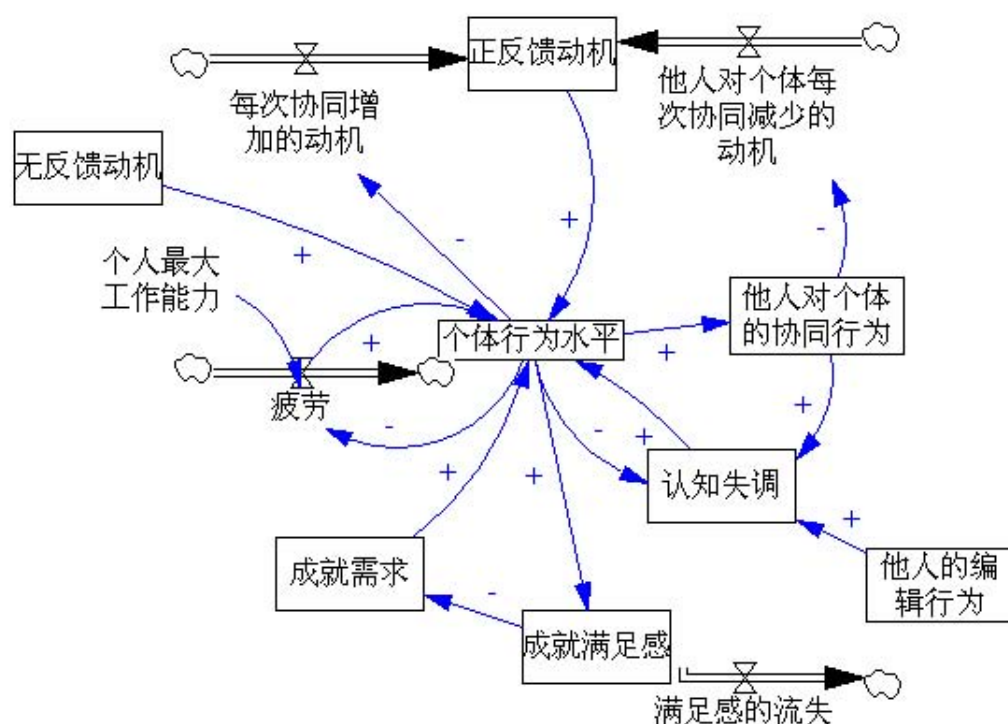 正反馈动机
每次协同增
加的动机
他人对个体每
次协同减少的
动机
无反馈动机
+
-
+
-
个人最大
工作能力
他人对个体
的协同行为
个体行为水平
+
+
疲劳
-
+
-
+
+
+
认知失调
+
成就需求
-
他人的编
辑行为
成就满足感
满足感的流失